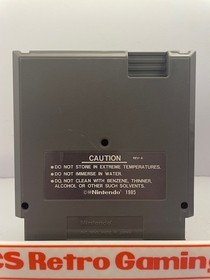 CAUTION
REV-A
●DO NOT STORE IN EXTREME TEMPERATURES.
●DO NOT IMMERSE IN WATER.
●DO NOT CLEAN WITH BENZENE, THINNER,
ALCOHOL OR OTHER SUCH SOLVENTS.
©®Nintendo 1985
CS Retro Gaming